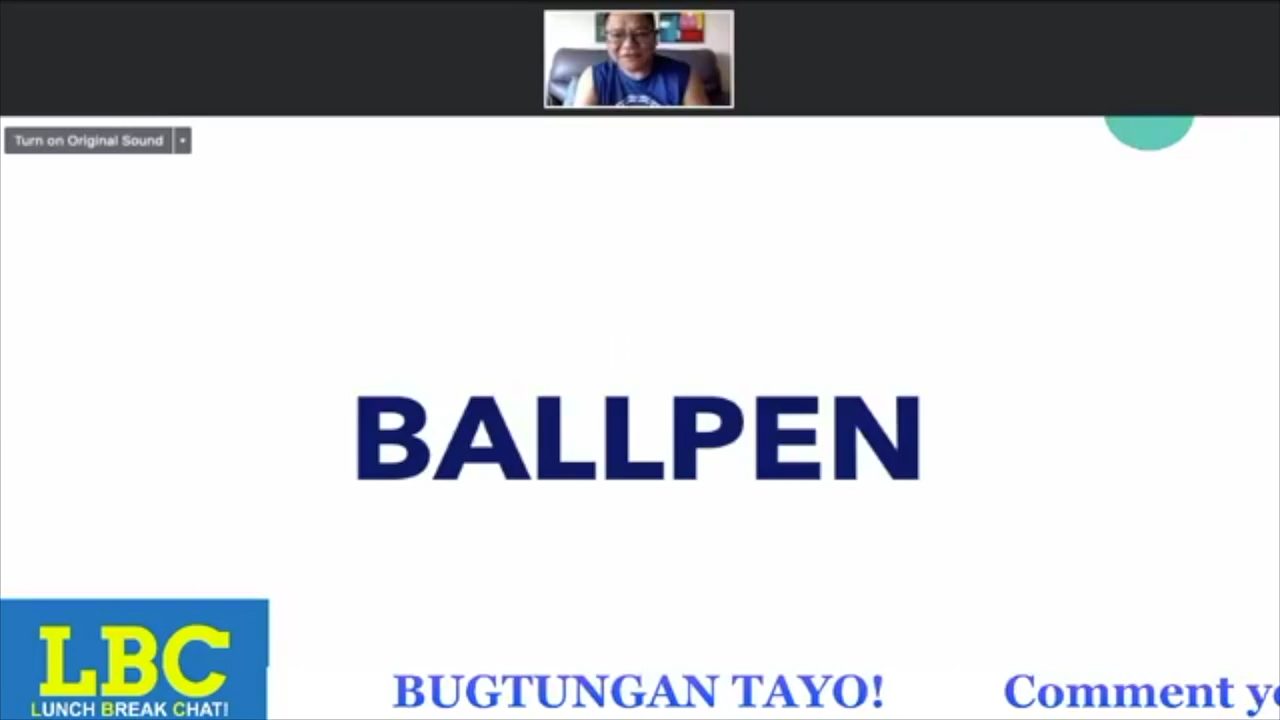 Turn on Original Sound
BALLPEN
LBC
LUNCH BREAK CHAT!
BUGTUNGAN TAYO!
Comment